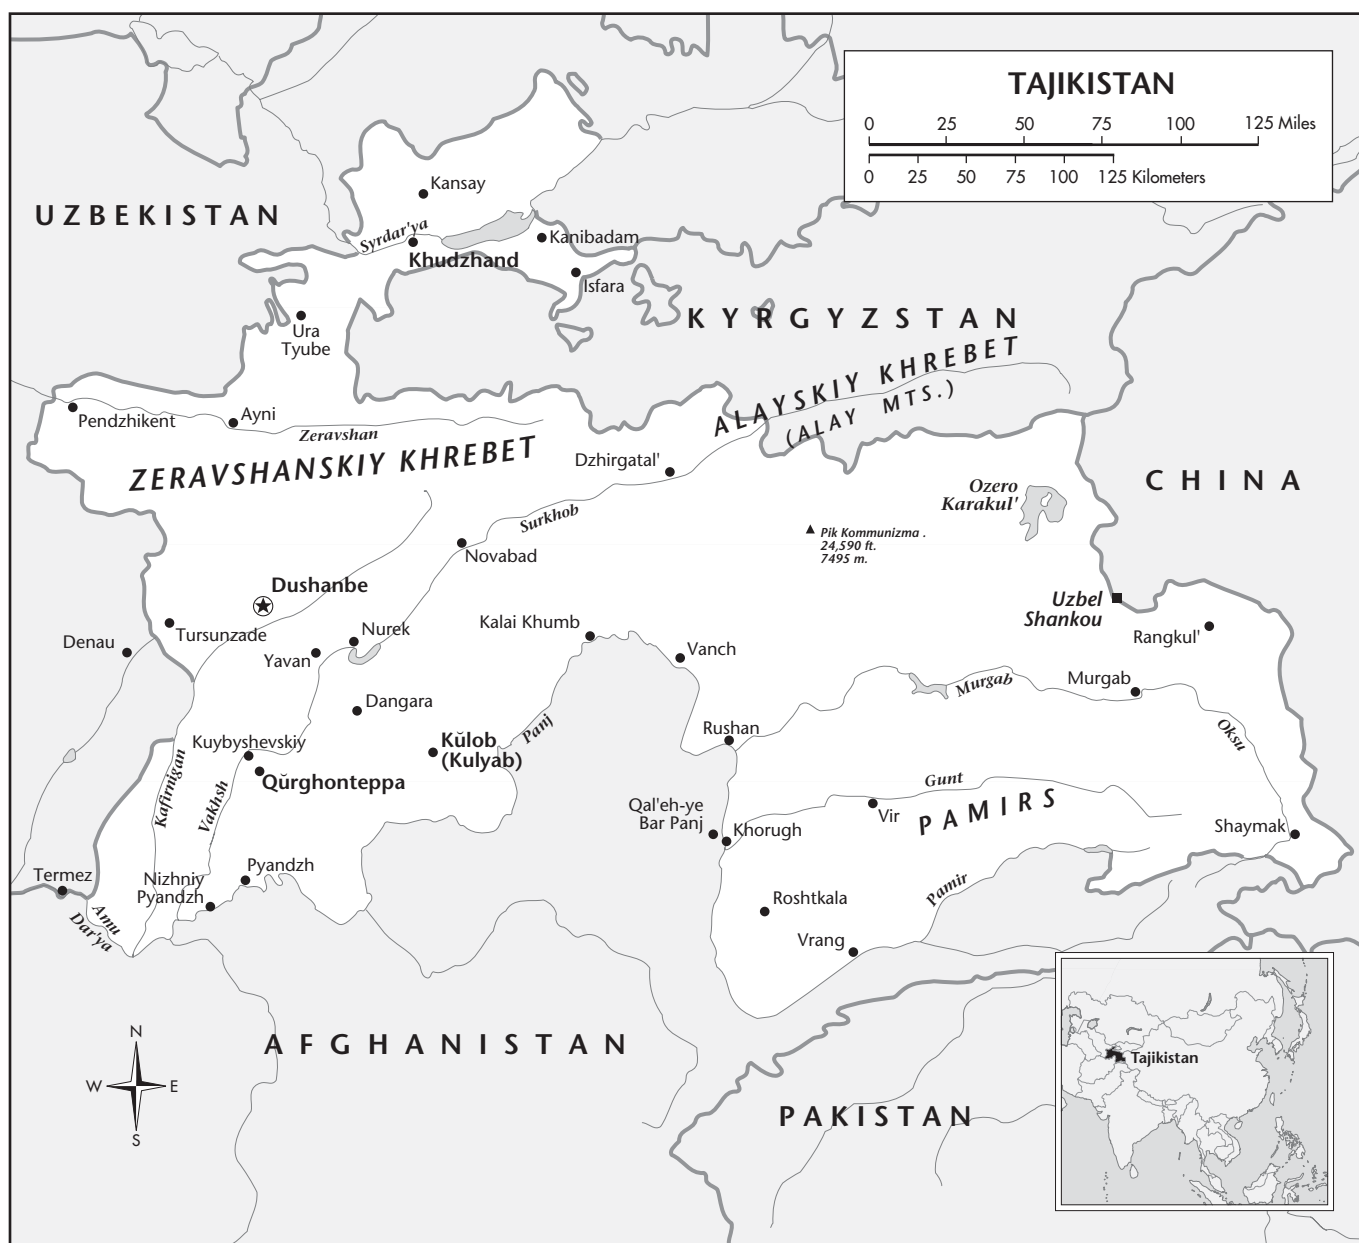 TAJIKISTAN
0 25 50 75 100 125 Miles
0 25 50 75 100 125 Kilometers
UZBEKISTAN
Kansay
Syrdar'ya
Khudzhand
Kanibadam
Isfara
Ura
Tyube
KYRGYZSTAN
ALAYSKIY KHREBET
(ALAY MTS.)
Pendzhikent
Ayni
Zeravshan
ZERAVSHANSKIY KHREBET
Dzhirgatal'
CHINA
Ozero
Karakul'
Surkhob
Pik Kommunizma .
24,590 ft.
7495 m.
Novabad
Dushanbe
Uzbel
Shankou
Rangkul'
Tursunzade
Denau
Nurek
Yavan
Kalai Khumb
Vanch
Murgab
Murgab
Dangara
Oksu
Panj
Rushan
Kuybyshevskiy
Kŭlob
(Kulyab)
Qŭrghonteppa
Kafirnigan
Vakhsh
Gunt
PAMIRS
Vir
Qal'eh-ye
Bar Panj
Khorugh
Shaymak
Termez
Nizhniy
Pyandzh
Pyandzh
Amu
Dar'ya
Roshtkala
Pamir
Vrang
AFGHANISTAN
PAKISTAN
N
W E
S
Tajikistan